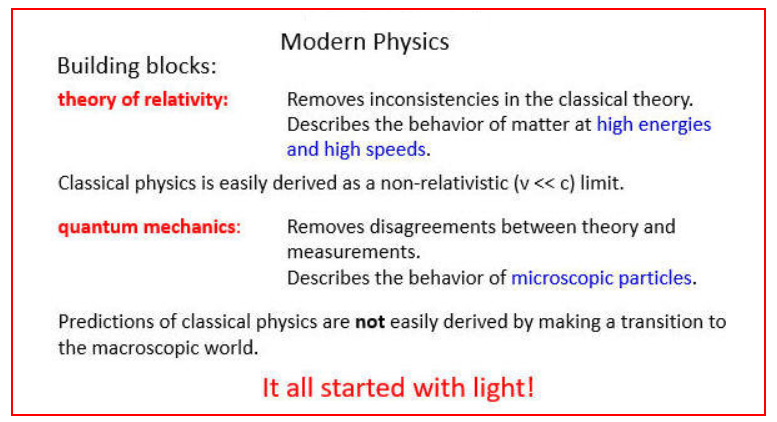 Modern Physics
Building blocks:
theory of relativity: Removes inconsistencies in the classical theory.
Describes the behavior of matter at high energies
and high speeds.
Classical physics is easily derived as a non-relativistic (v << c) limit.
quantum mechanics: Removes disagreements between theory and
measurements.
Describes the behavior of microscopic particles.
Predictions of classical physics are not easily derived by making a transition to
the macroscopic world.
It all started with light!